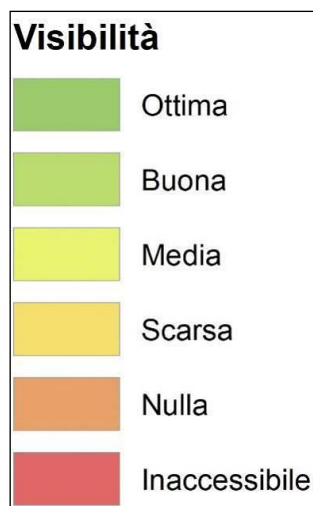 Visibilità
Ottima
Buona
Media
Scarsa
Nulla
Inaccessibile